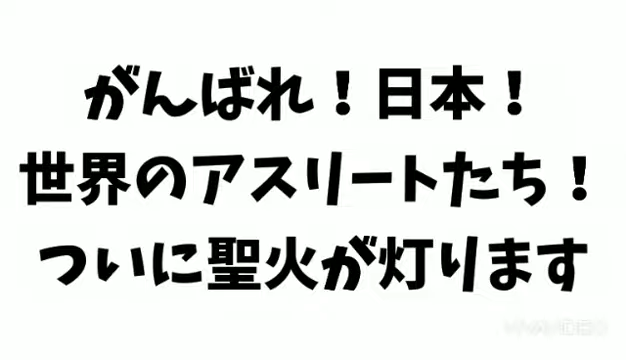 がんばれ！日本！
世界のアスリートたち！
ついに聖火が灯ります